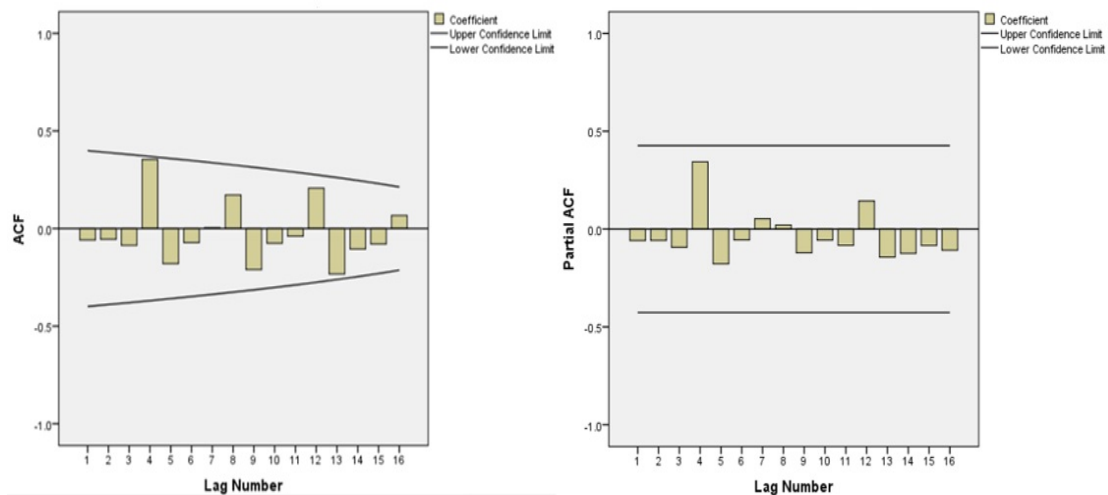 Coefficient
Upper Confidence Limit
Lower Confidence Limit
1.0
0.5
0.0
-0.5
-1.0
ACF
1 2 3 4 5 6 7 8 9 10 11 12 13 14 15 16
Lag Number
Coefficient
Upper Confidence Limit
Lower Confidence Limit
1.0
0.5
0.0
-0.5
-1.0
Partial ACF
1 2 3 4 5 6 7 8 9 10 11 12 13 14 15 16
Lag Number